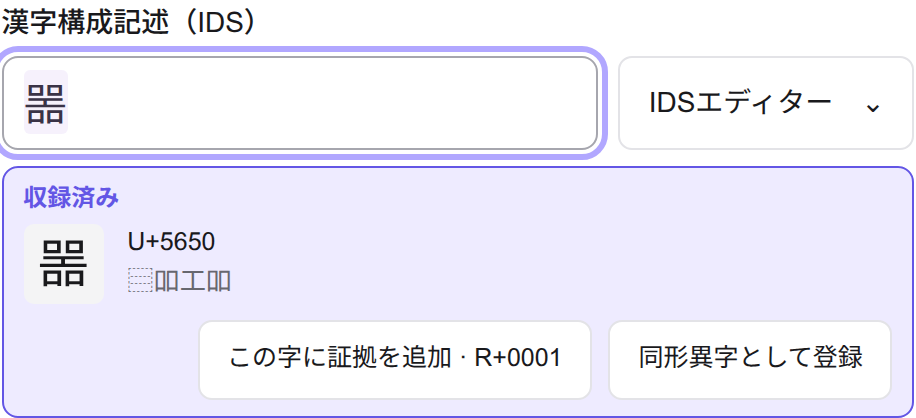 漢字構成記述（IDS）
噐
IDSエディター
収録済み
噐
U+5650
⿳吅工吅
この字に証拠を追加 · R+0001
同形異字として登録